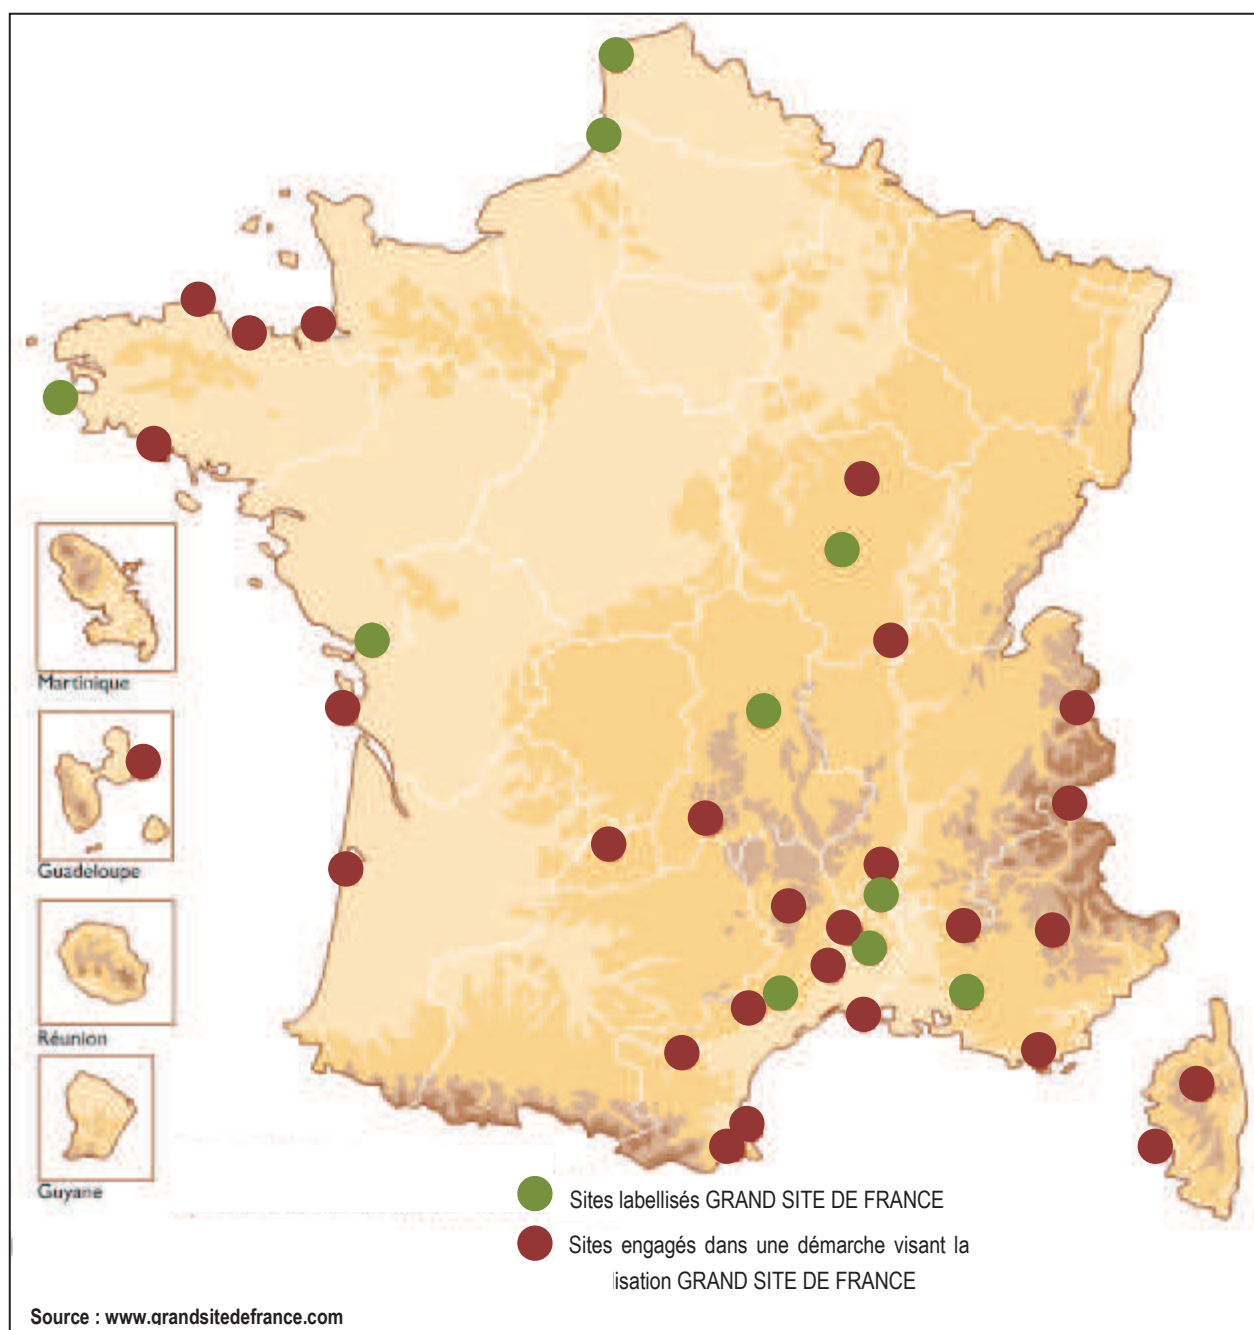 Martinique
Guadeloupe
Réunion
Guyane
Sites labellisés GRAND SITE DE FRANCE
Sites engagés dans une démarche visant la
lisation GRAND SITE DE FRANCE
Source : www.grandsitedefrance.com